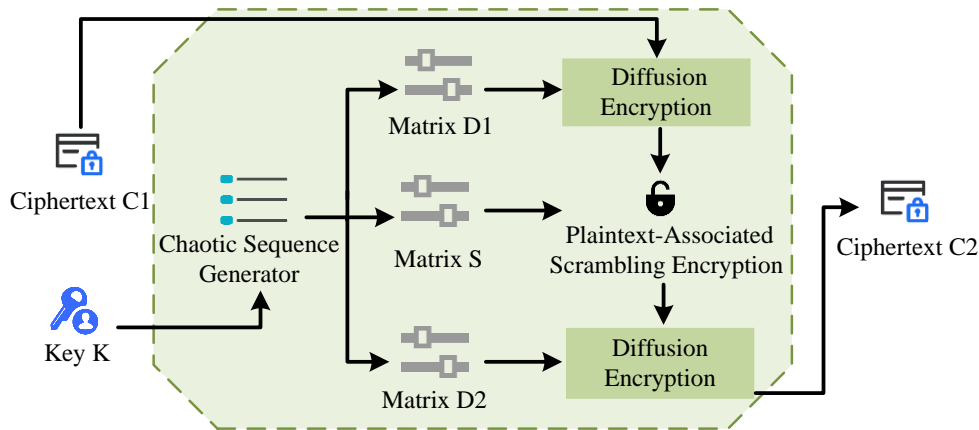 Diffusion
Encryption
Matrix D1
Ciphertext C1
Chaotic Sequence
Generator
Matrix S
Plaintext-Associated
Scrambling Encryption
Ciphertext C2
Key K
Matrix D2
Diffusion
Encryption